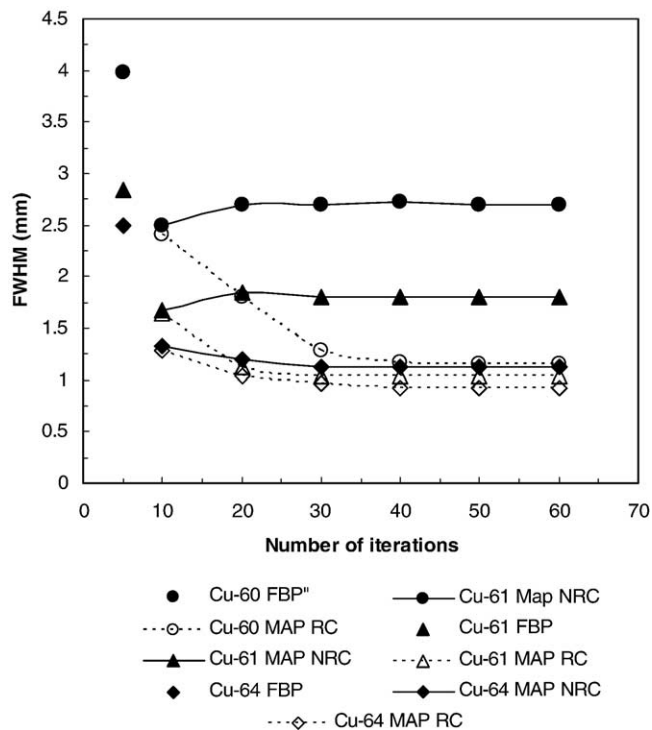 4.5
4
3.5
3
2.5
2
1.5
1
0.5
0
FWHM (mm)
0 10 20 30 40 50 60 70
Number of iterations
Cu-60 FBP" Cu-61 Map NRC
Cu-60 MAP RC Cu-61 FBP
Cu-61 MAP NRC Cu-61 MAP RC
Cu-64 FBP Cu-64 MAP NRC
Cu-64 MAP RC